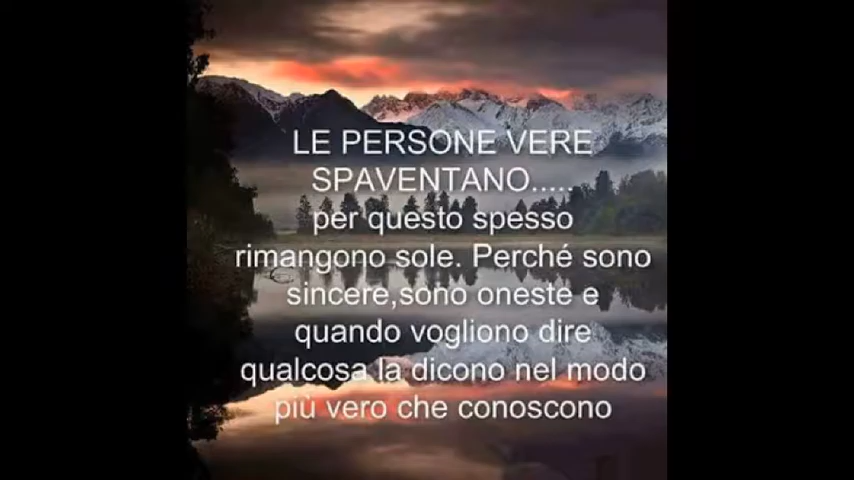 LE PERSONE VERE
SPAVENTANO.....
per questo spesso
rimangono sole. Perché sono
sincere,sono oneste e
quando vogliono dire
qualcosa la dicono nel modo
più vero che conoscono